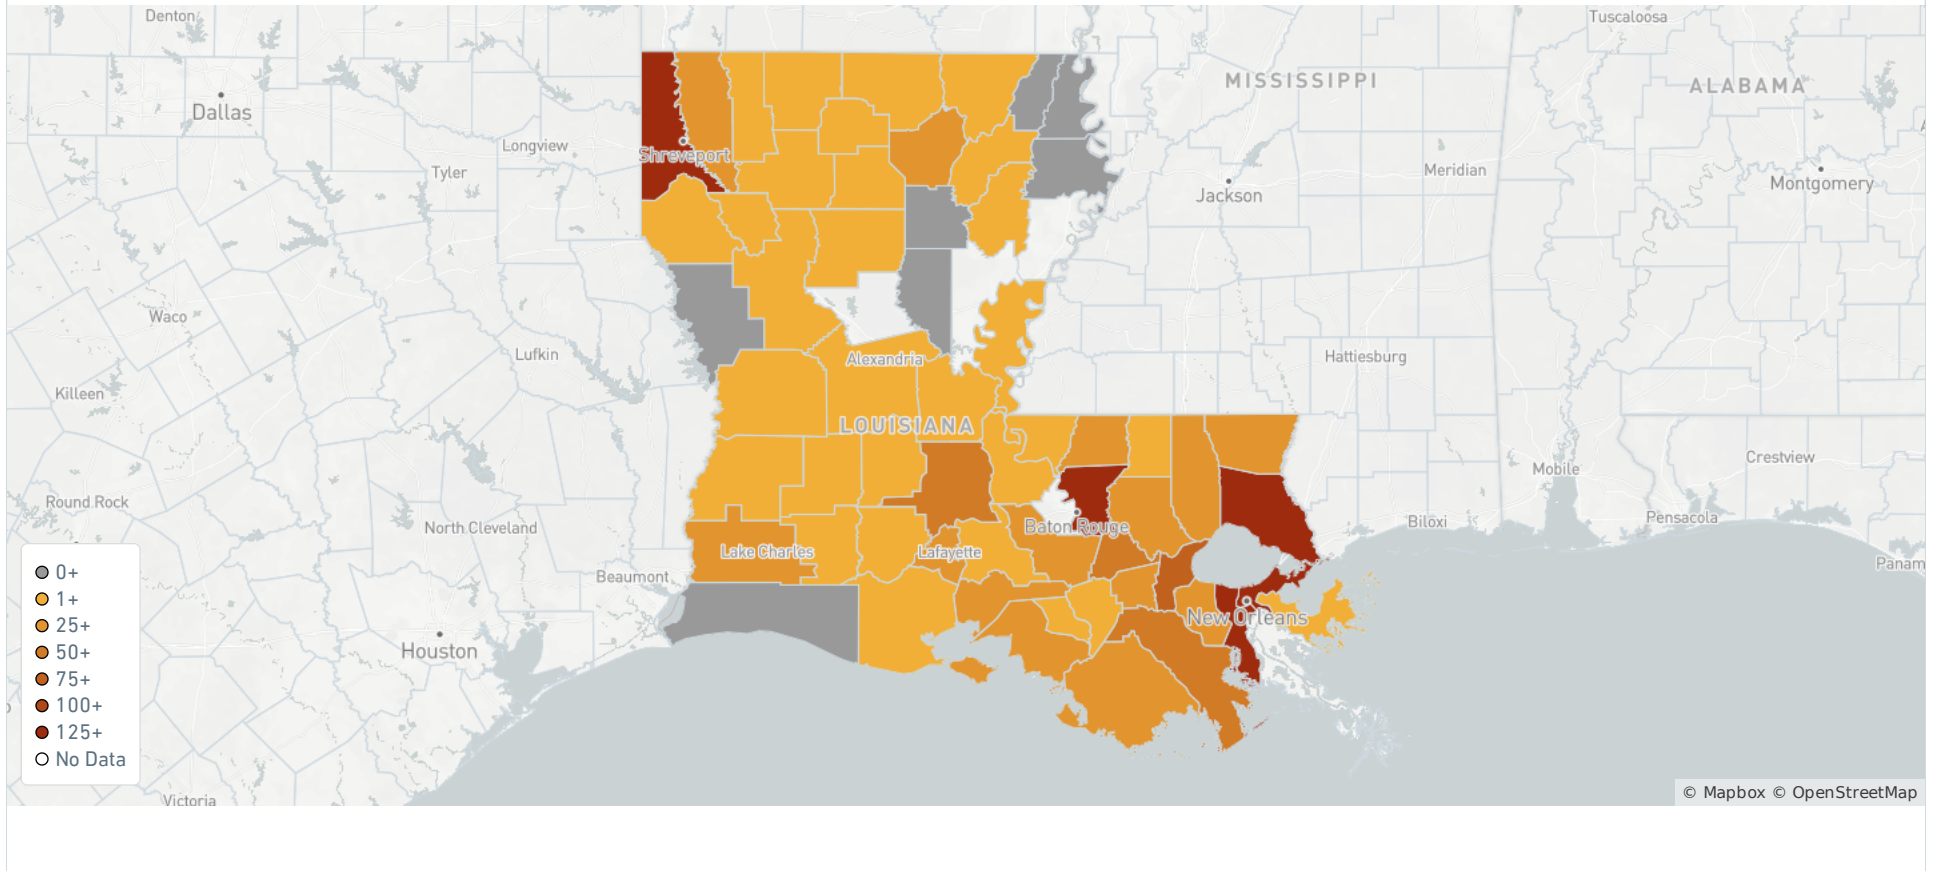 Denton
Tuscaloosa
MISSISSIPPI
ALABAMA
Dallas
Longview
Shreveport
Tyler
Meridian
Jackson
Montgomery
Waco
Lufkin
Alexandria
Hattiesburg
Killeen
LOUISIANA
Crestview
Mobile
Round Rock
North Cleveland
Baton Rouge
Biloxi
Pensacola
Lake Charles
Lafayette
Panam
Beaumont
New Orleans
Houston
0+
1+
25+
50+
75+
100+
125+
No Data
Victoria
© Mapbox © OpenStreetMap